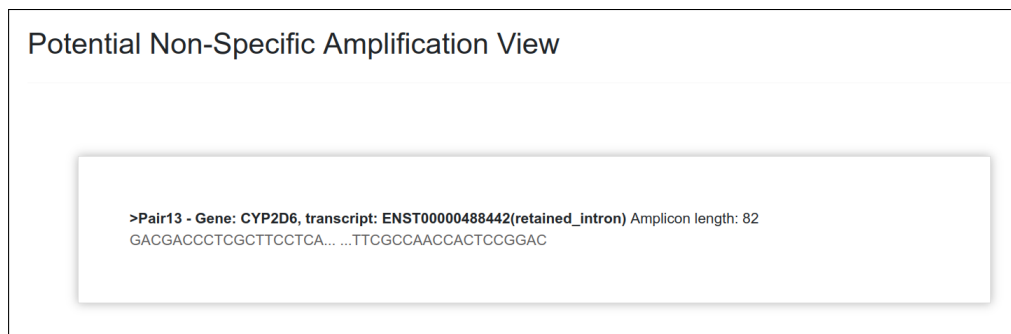 Potential Non-Specific Amplification View
>Pair13 - Gene: CYP2D6, transcript: ENST00000488442(retained_intron) Amplicon length: 82
GACGACCCTCGCTTCCTCA... ...TTCGCCAACCACTCCGGAC